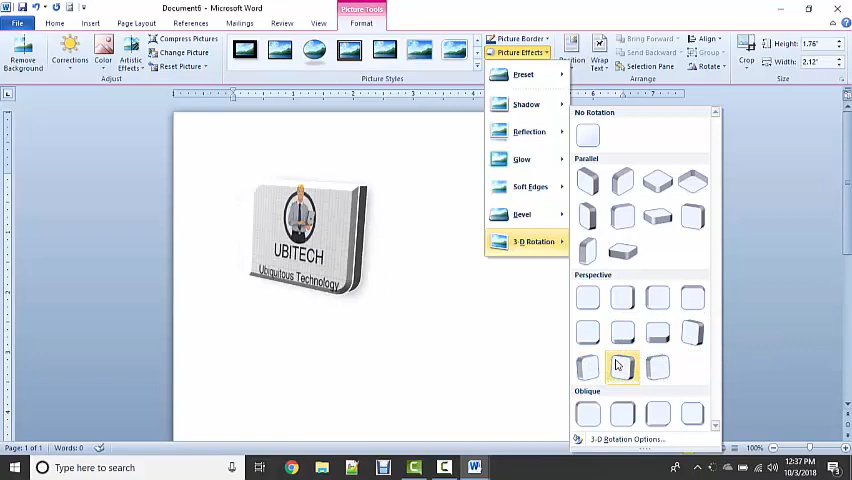 Document6 - Microsoft Word
Picture Tools
File
Home
Insert
Page Layout
References
Mailings
Review
View
Format
Remove Background
Corrections
Color
Artistic Effects
Compress Pictures
Change Picture
Reset Picture
Adjust
Picture Styles
Picture Border
Picture Effects
Position
Wrap Text
Bring Forward
Send Backward
Selection Pane
Align
Group
Rotate
Arrange
Crop
Height: 1.76"
Width: 2.12"
Size
Preset
Shadow
Reflection
Glow
Soft Edges
Bevel
3-D Rotation
No Rotation
Parallel
Perspective
Oblique
3-D Rotation Options...
UBITECH
Ubiquitous Technology
Page: 1 of 1
Words: 0
100%
Type here to search
12:37 PM
10/3/2018